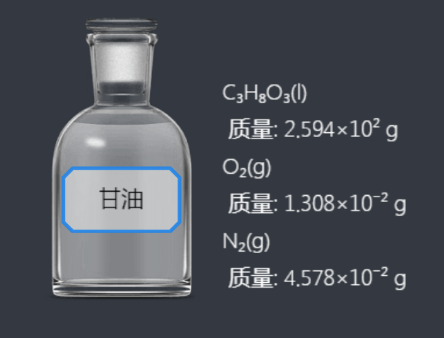 甘油
C₃H₈O₃(l)
质量: 2.594×10² g
O₂(g)
质量: 1.308×10⁻² g
N₂(g)
质量: 4.578×10⁻² g